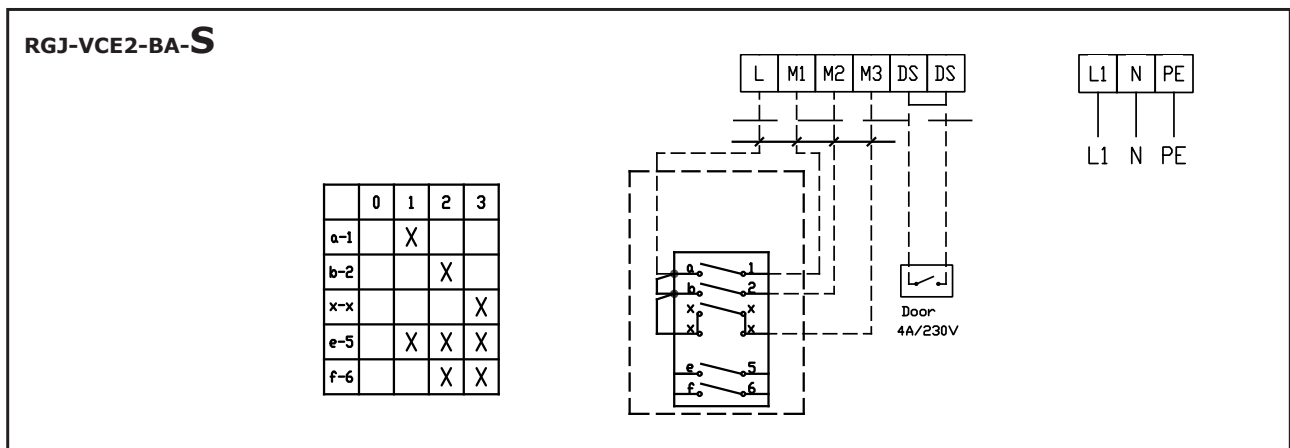 RGJ-VCE2-BA-S
L M1 M2 M3 DS DS
L1 N PE
L1 N PE
0 1 2 3
a-1 X
b-2 X
x-x X
e-5 X X X
f-6 X X
a 1
b 2
x x
x x
e 5
f 6
Door
4A/230V